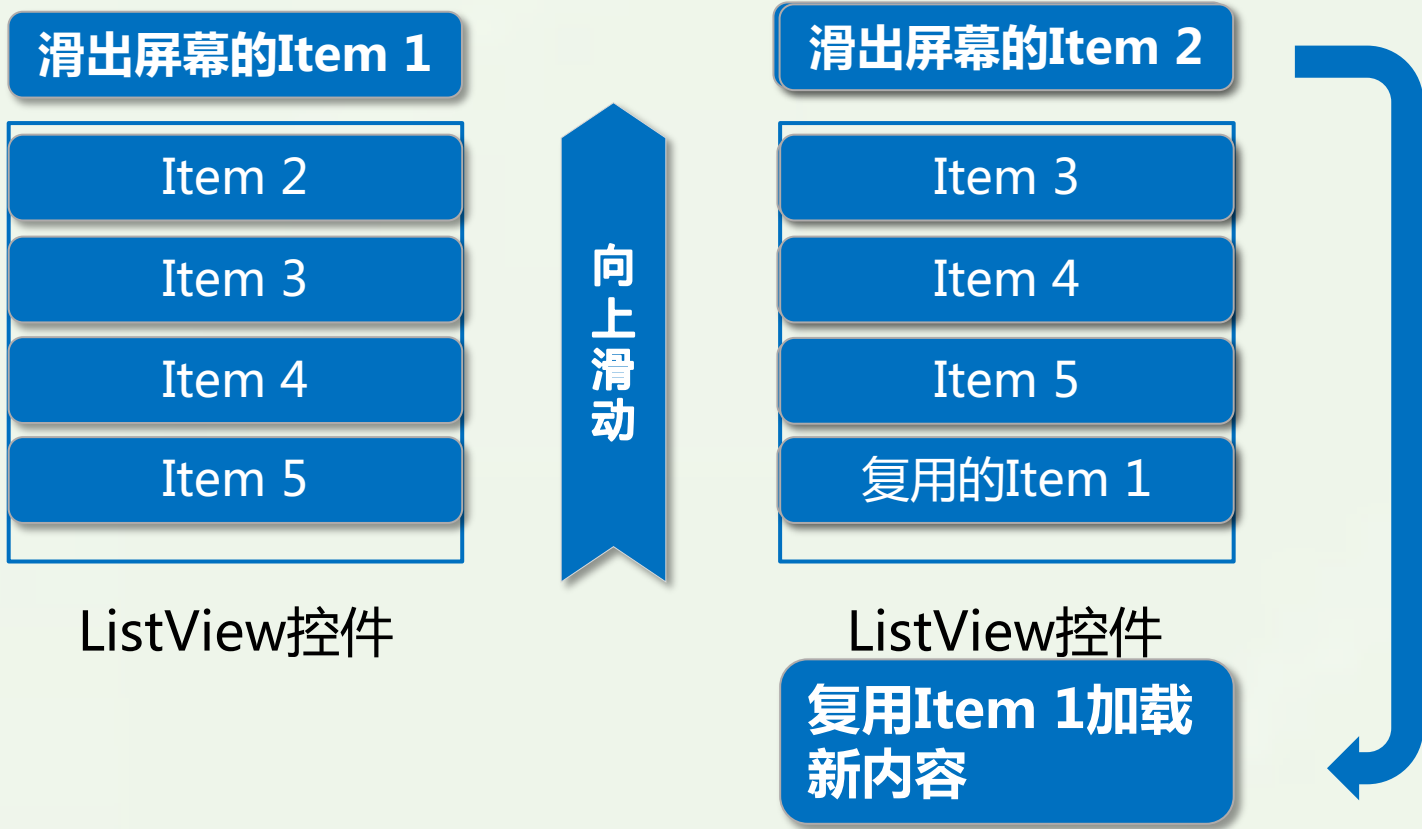 滑出屏幕的Item 1
Item 2
Item 3
Item 4
Item 5
ListView控件
向上滑动
滑出屏幕的Item 2
Item 3
Item 4
Item 5
复用的Item 1
ListView控件
复用Item 1加载
新内容